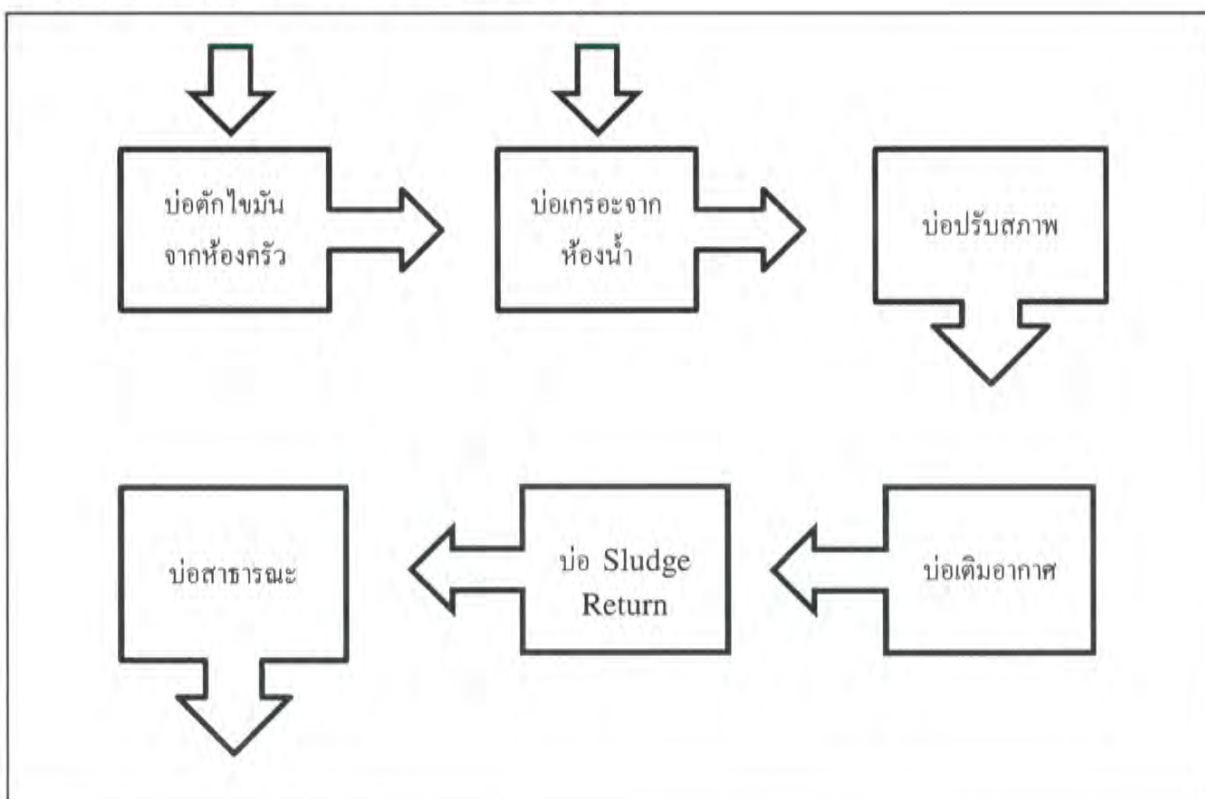 บ่อดักไขมัน
จากห้องครัว
บ่อเกรอะจาก
ห้องน้ำ
บ่อปรับสภาพ
บ่อสาธารณะ
บ่อ Sludge
Return
บ่อเติมอากาศ